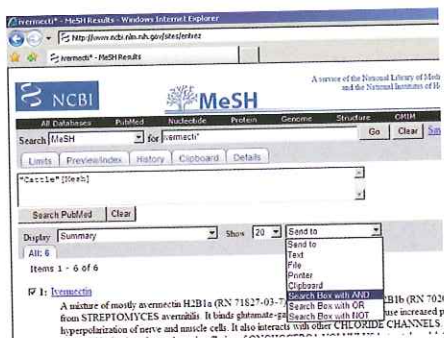 ivermecti* - MeSH Results - Windows Internet Explorer
http://www.ncbi.nlm.nih.gov/sites/entrez
ivermecti* - MeSH Results
A service of the National Library of
and the National Institutes of
NCBI
MeSH
All Databases PubMed Nucleotide Protein Genome Structure OMIM
Search MeSH for ivermecti* Go Clear
Limits Preview/Index History Clipboard Details
"Cattle"[Mesh]
Search PubMed Clear
Display Summary Show 20 Send to
All: 6
Items 1 - 6 of 6
Send to
Text
File
Printer
Clipboard
Search Box with AND
Search Box with OR
Search Box with NOT
1: Ivermectin
A mixture of mostly avermectin H2B1a (RN 71827-03-7 B1b (RN 702
from STREPTOMYCES avermitilis. It binds glutamate-ga use increased p
hyperpolarization of nerve and muscle cells. It also interacts with other CHLORIDE CHANNELS.